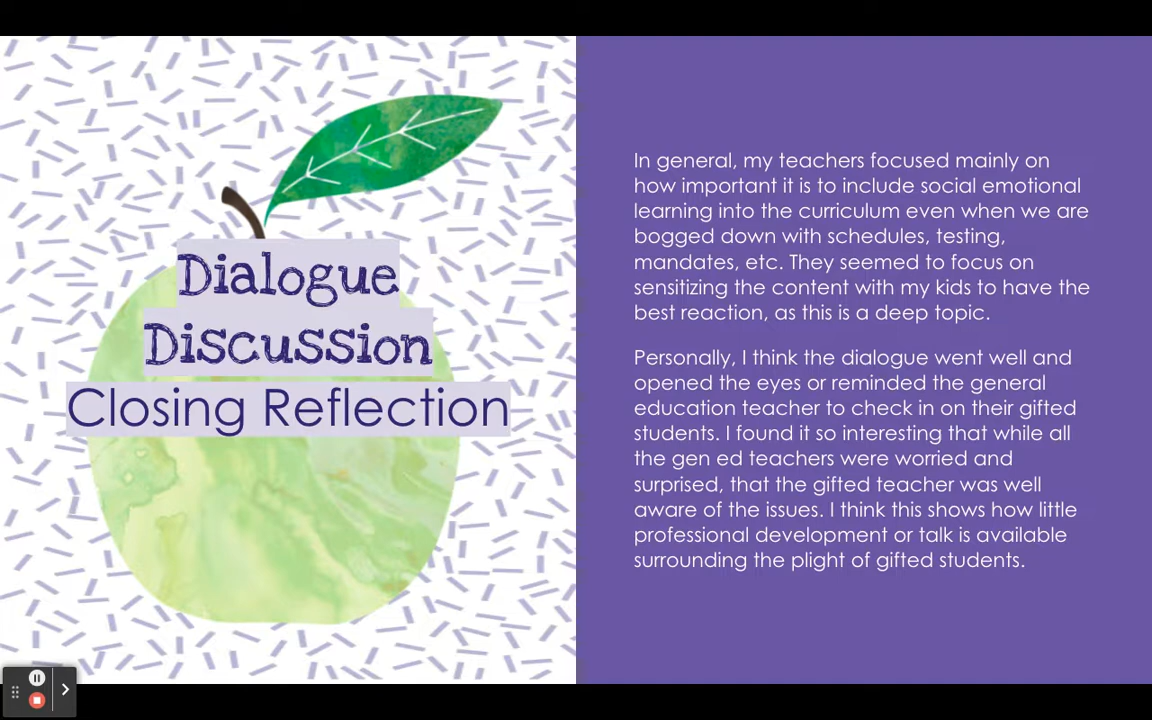 Dialogue
Discussion
Closing Reflection
In general, my teachers focused mainly on
how important it is to include social emotional
learning into the curriculum even when we are
bogged down with schedules, testing,
mandates, etc. They seemed to focus on
sensitizing the content with my kids to have the
best reaction, as this is a deep topic.
Personally, I think the dialogue went well and
opened the eyes or reminded the general
education teacher to check in on their gifted
students. I found it so interesting that while all
the gen ed teachers were worried and
surprised, that the gifted teacher was well
aware of the issues. I think this shows how little
professional development or talk is available
surrounding the plight of gifted students.